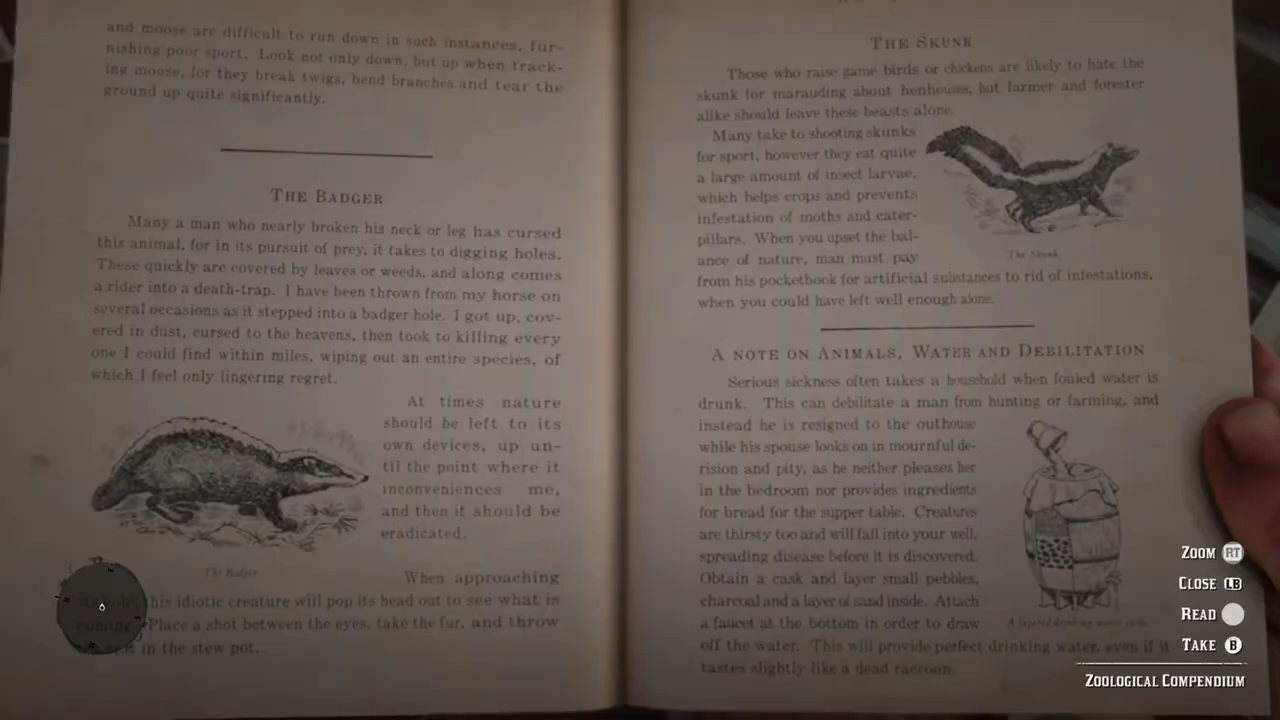 and moose are difficult to run down in such instances, fur-
nishing poor sport. Look not only down, but up when track-
ing moose, for they break twigs, bend branches and tear the
ground up quite significantly.
THE BADGER
Many a man who nearly broken his neck or leg has cursed
this animal, for in its pursuit of prey, it takes to digging holes.
These quickly are covered by leaves or weeds, and along comes
a rider into a death-trap. I have been thrown from my horse on
several occasions as it stepped into a badger hole. I got up, cov-
ered in dust, cursed to the heavens, then took to killing every
one I could find within miles, wiping out an entire species, of
which I feel only lingering regret.
At times nature
should be left to its
own devices, up un-
til the point where it
inconveniences me,
and then it should be
eradicated.
The Badger
When approaching
its hole, this idiotic creature will pop its head out to see what is
coming. Place a shot between the eyes, take the fur, and throw
in the stew pot.
THE SKUNK
Those who raise game birds or chickens are likely to hate the
skunk for marauding about henhouses, but farmer and forester
alike should leave these beasts alone.
Many take to shooting skunks
for sport, however they eat quite
a large amount of insect larvae,
which helps crops and prevents
infestation of moths and cater-
pillars. When you upset the bal-
ance of nature, man must pay
The Skunk
from his pocketbook for artificial substances to rid of infestations,
when you could have left well enough alone.
A NOTE ON ANIMALS, WATER AND DEBILITATION
Serious sickness often takes a household when fouled water is
drunk. This can debilitate a man from hunting or farming, and
instead he is resigned to the outhouse
while his spouse looks on in mournful de-
rision and pity, as he neither pleases her
in the bedroom nor provides ingredients
for bread for the supper table. Creatures
are thirsty too and will fall into your well,
spreading disease before it is discovered.
Obtain a cask and layer small pebbles,
charcoal and a layer of sand inside. Attach
a faucet at the bottom in order to draw
A layered drinking water cask.
off the water. This will provide perfect drinking water, even if it
tastes slightly like a dead raccoon.
ZOOM RT
CLOSE LB
READ
TAKE B
ZOOLOGICAL COMPENDIUM